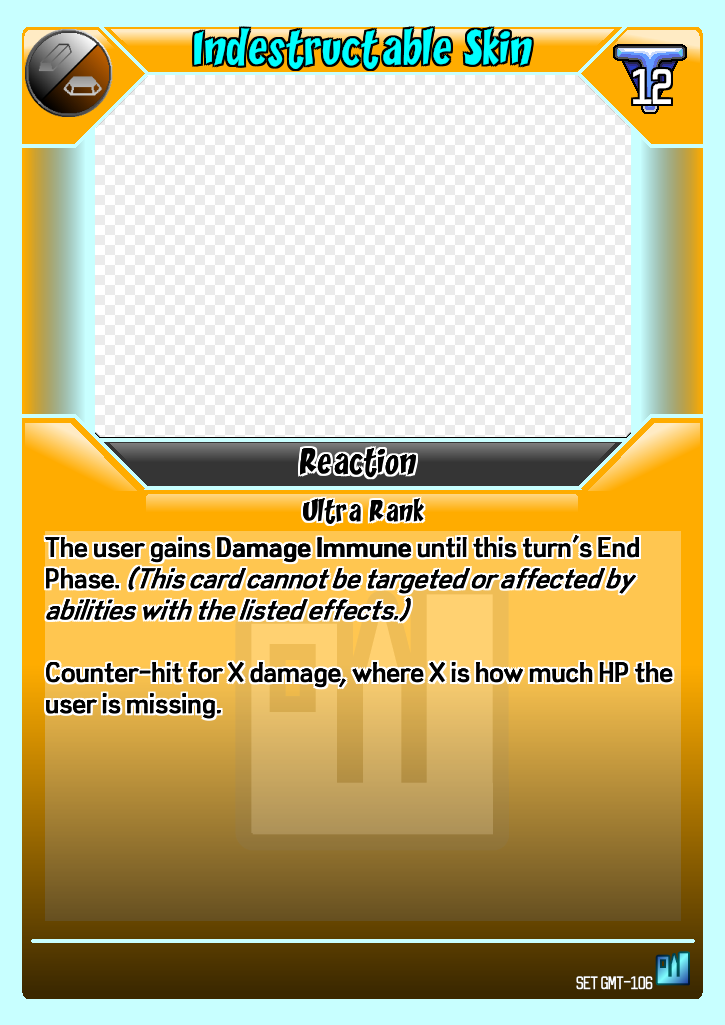 Indestructable Skin
12
Reaction
Ultra Rank
The user gains Damage Immune until this turn's End
Phase. (This card cannot be targeted or affected by
abilities with the listed effects.)
Counter-hit for X damage, where X is how much HP the
user is missing.
SET GMT-106